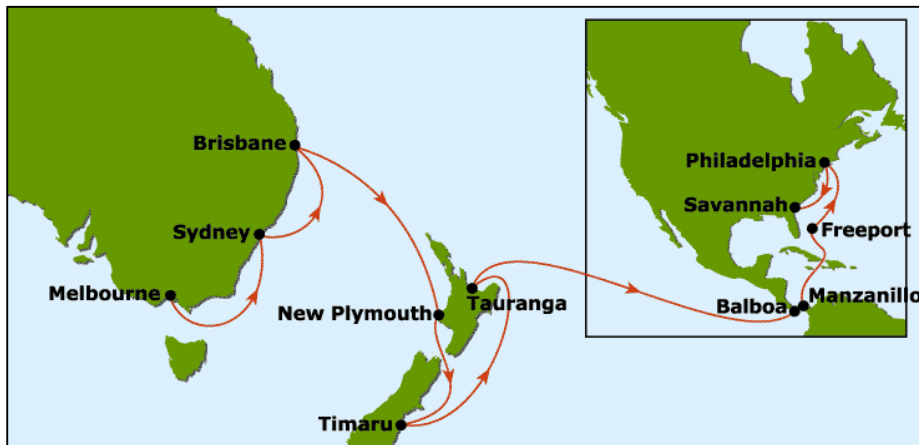 Brisbane
Philadelphia
Savannah
Sydney
Freeport
Melbourne
Tauranga
Manzanillo
Balboa
New Plymouth
Timaru